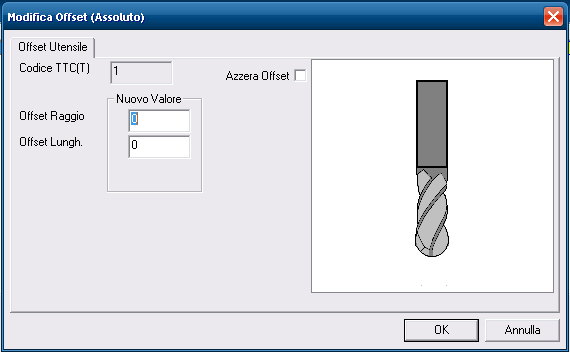 Modifica Offset (Assoluto)
Offset Utensile
Codice TTC(T) 1 Azzera Offset
Nuovo Valore
Offset Raggio 0
Offset Lungh. 0
OK Annulla